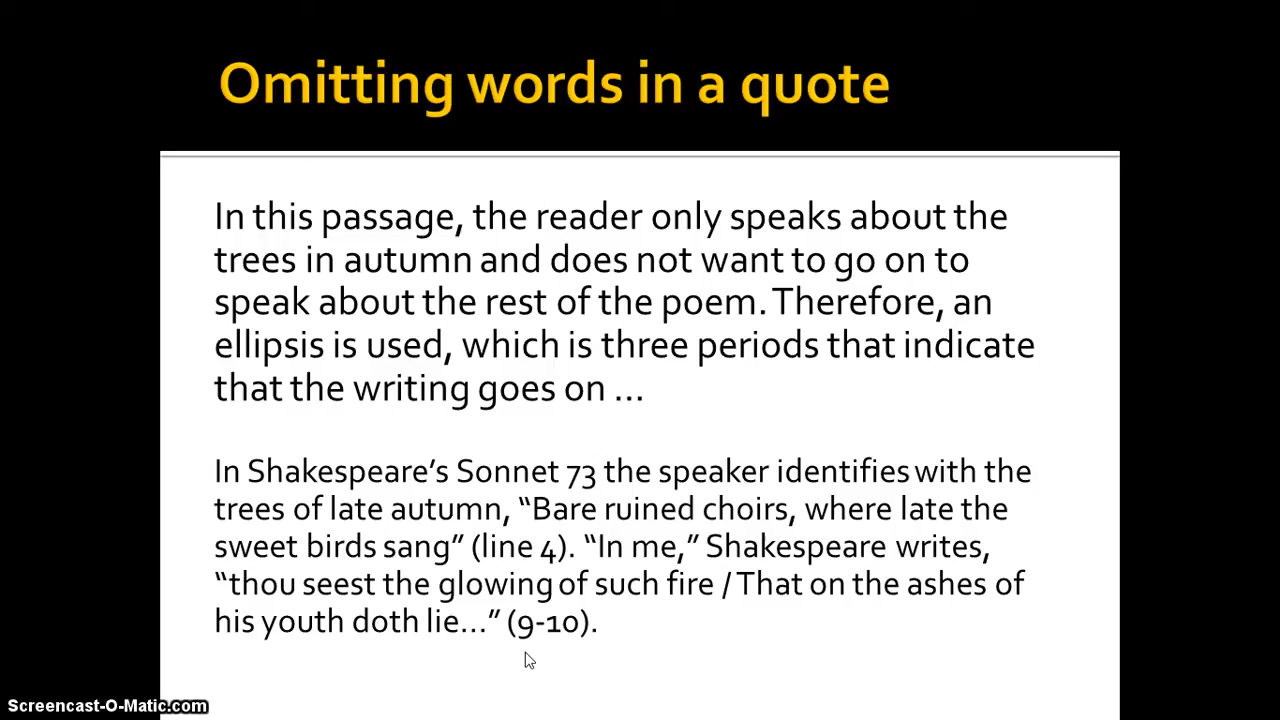 Omitting words in a quote
In this passage, the reader only speaks about the
trees in autumn and does not want to go on to
speak about the rest of the poem. Therefore, an
ellipsis is used, which is three periods that indicate
that the writing goes on ...
In Shakespeare’s Sonnet 73 the speaker identifies with the
trees of late autumn, “Bare ruined choirs, where late the
sweet birds sang” (line 4). “In me,” Shakespeare writes,
“thou seest the glowing of such fire / That on the ashes of
his youth doth lie...” (9-10).
Screencast-O-Matic.com